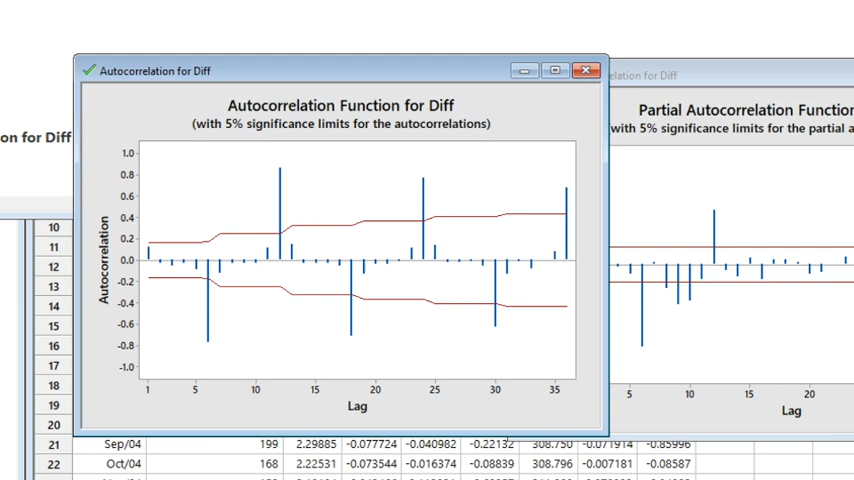 Autocorrelation for Diff
elation for Diff
Autocorrelation Function for Diff
(with 5% significance limits for the autocorrelations)
Partial Autocorrelation Function
with 5% significance limits for the partial a
on for Diff
1.0
0.8
0.6
0.4
0.2
0.0
-0.2
-0.4
-0.6
-0.8
-1.0
Autocorrelation
1 5 10 15 20 25 30 35
Lag
5 10 15 20
Lag
10
11
12
13
14
15
16
17
18
19
20
21 Sep/04 199 2.29885 -0.077724 -0.040982 -0.22132 308.750 -0.071914 -0.85996
22 Oct/04 168 2.22531 -0.073544 -0.016374 -0.08839 308.796 -0.007181 -0.08587